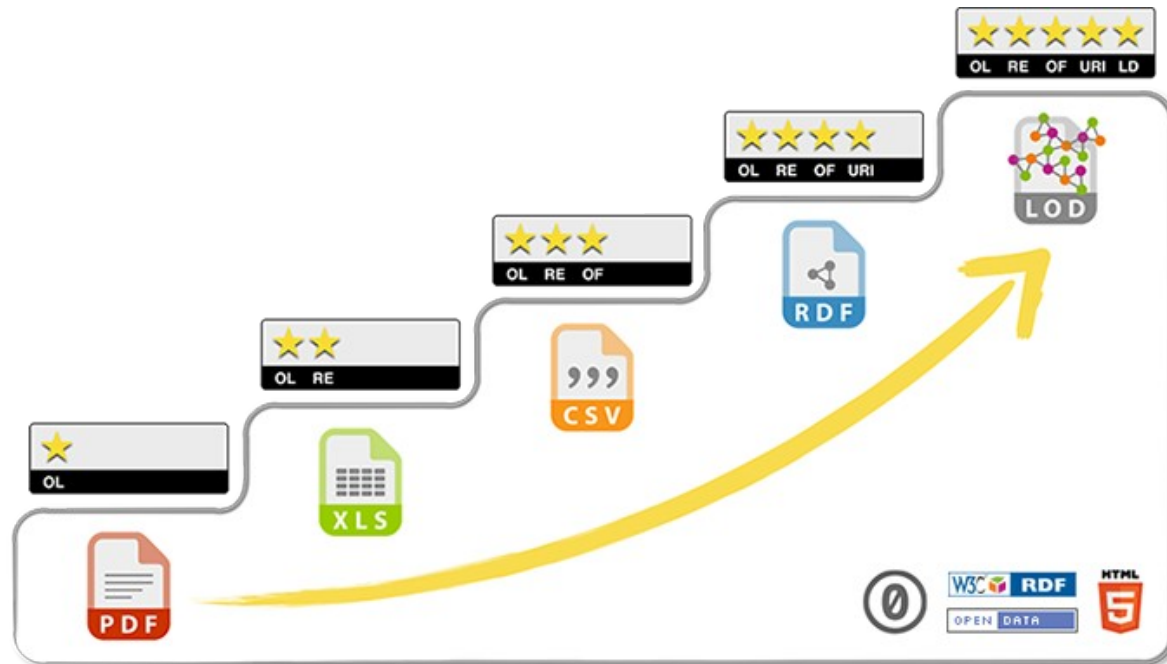 OL RE OF URI LD
LOD
OL RE OF URI
RDF
OL RE OF
CSV
OL RE
XLS
OL
PDF
0
W3C RDF
OPEN DATA
HTML
5